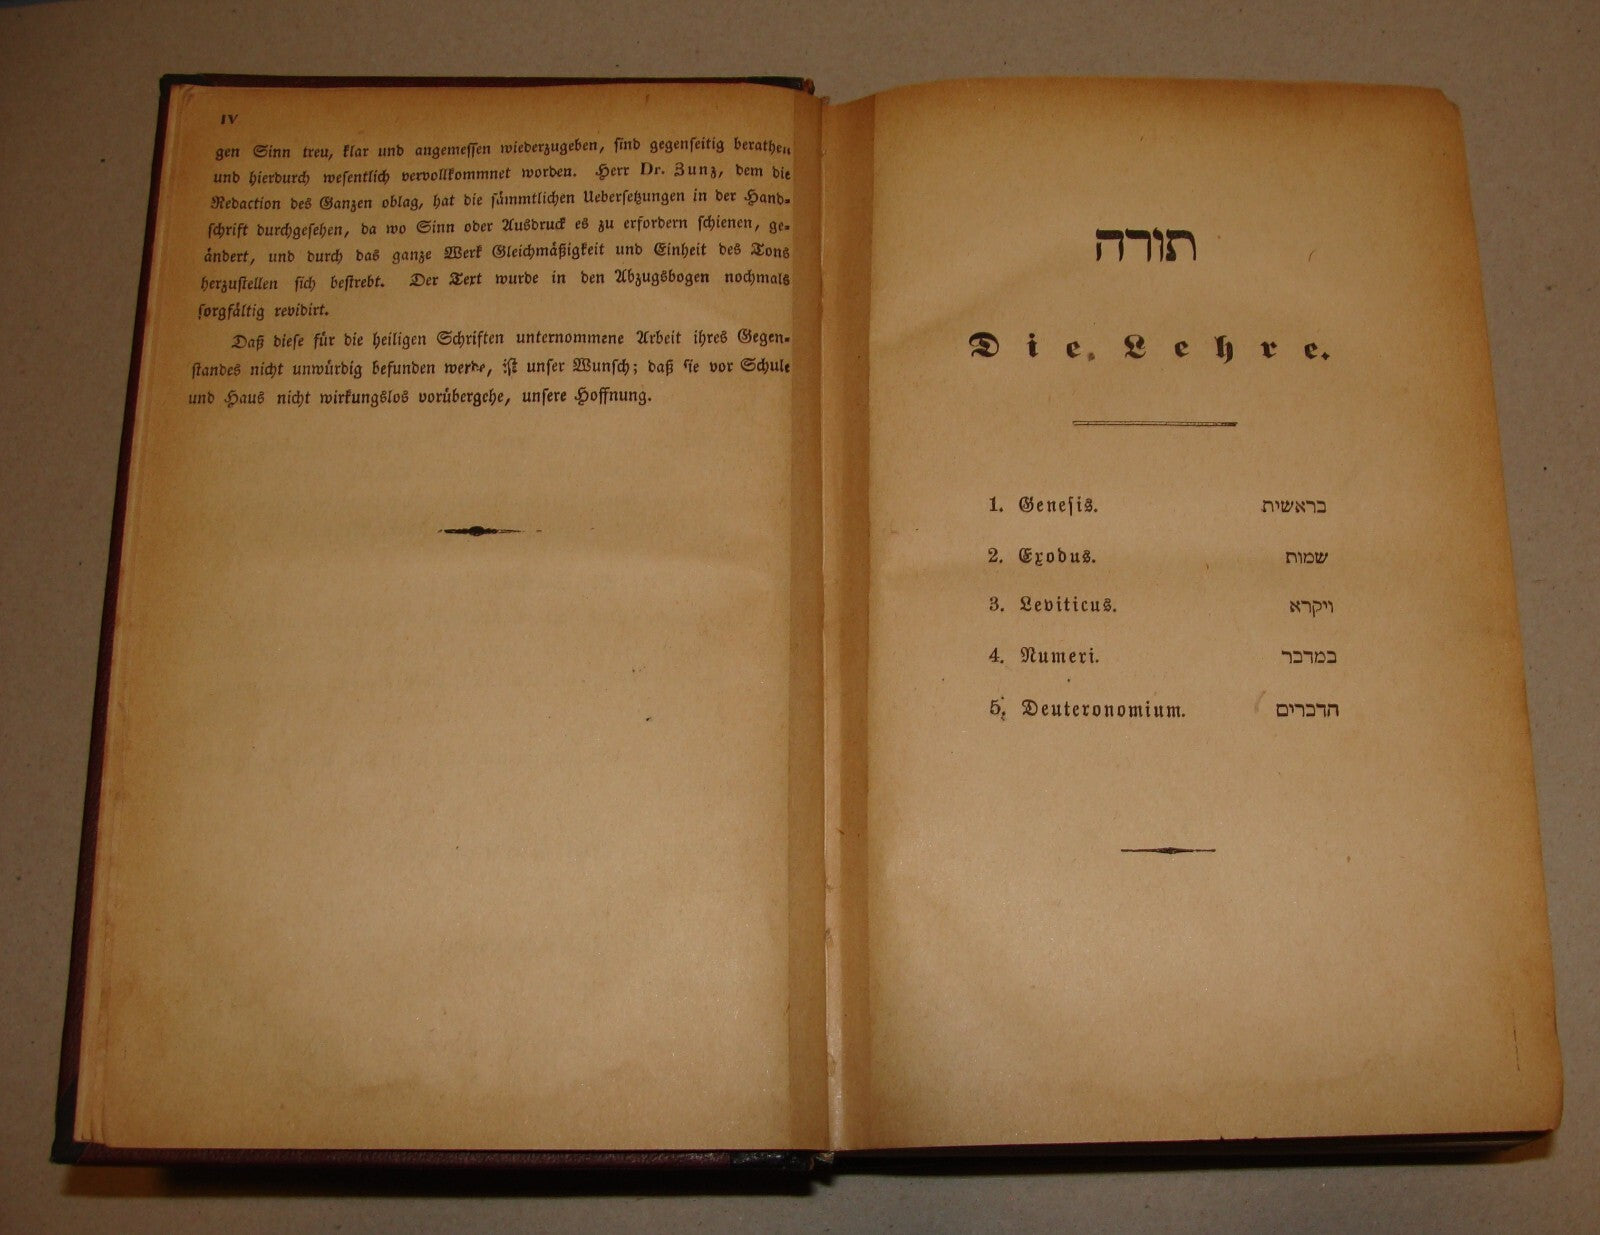 IV
gen Sinn treu, klar und angemessen wiederzugeben, sind gegenseitig berathen
und hierdurch wesentlich vervollkommnet worden. Herr Dr. Zunz, dem die
Redaction des Ganzen oblag, hat die sämmtlichen Uebersetzungen in der Hand-
schrift durchgesehen, da wo Sinn oder Ausdruck es zu erfordern schienen, ge-
ändert, und durch das ganze Werk Gleichmäßigkeit und Einheit des Tons
herzustellen sich bestrebt. Der Text wurde in den Abzugsbogen nochmals
sorgfältig revidirt.
Daß diese für die heiligen Schriften unternommene Arbeit ihres Gegen-
standes nicht unwürdig befunden werde, ist unser Wunsch; daß sie vor Schule
und Haus nicht wirkungslos vorübergehe, unsere Hoffnung.
תורה
Die Lehre.
1. Genesis. בראשית
2. Exodus. שמות
3. Leviticus. ויקרא
4. Numeri. במדבר
5. Deuteronomium. הדברים